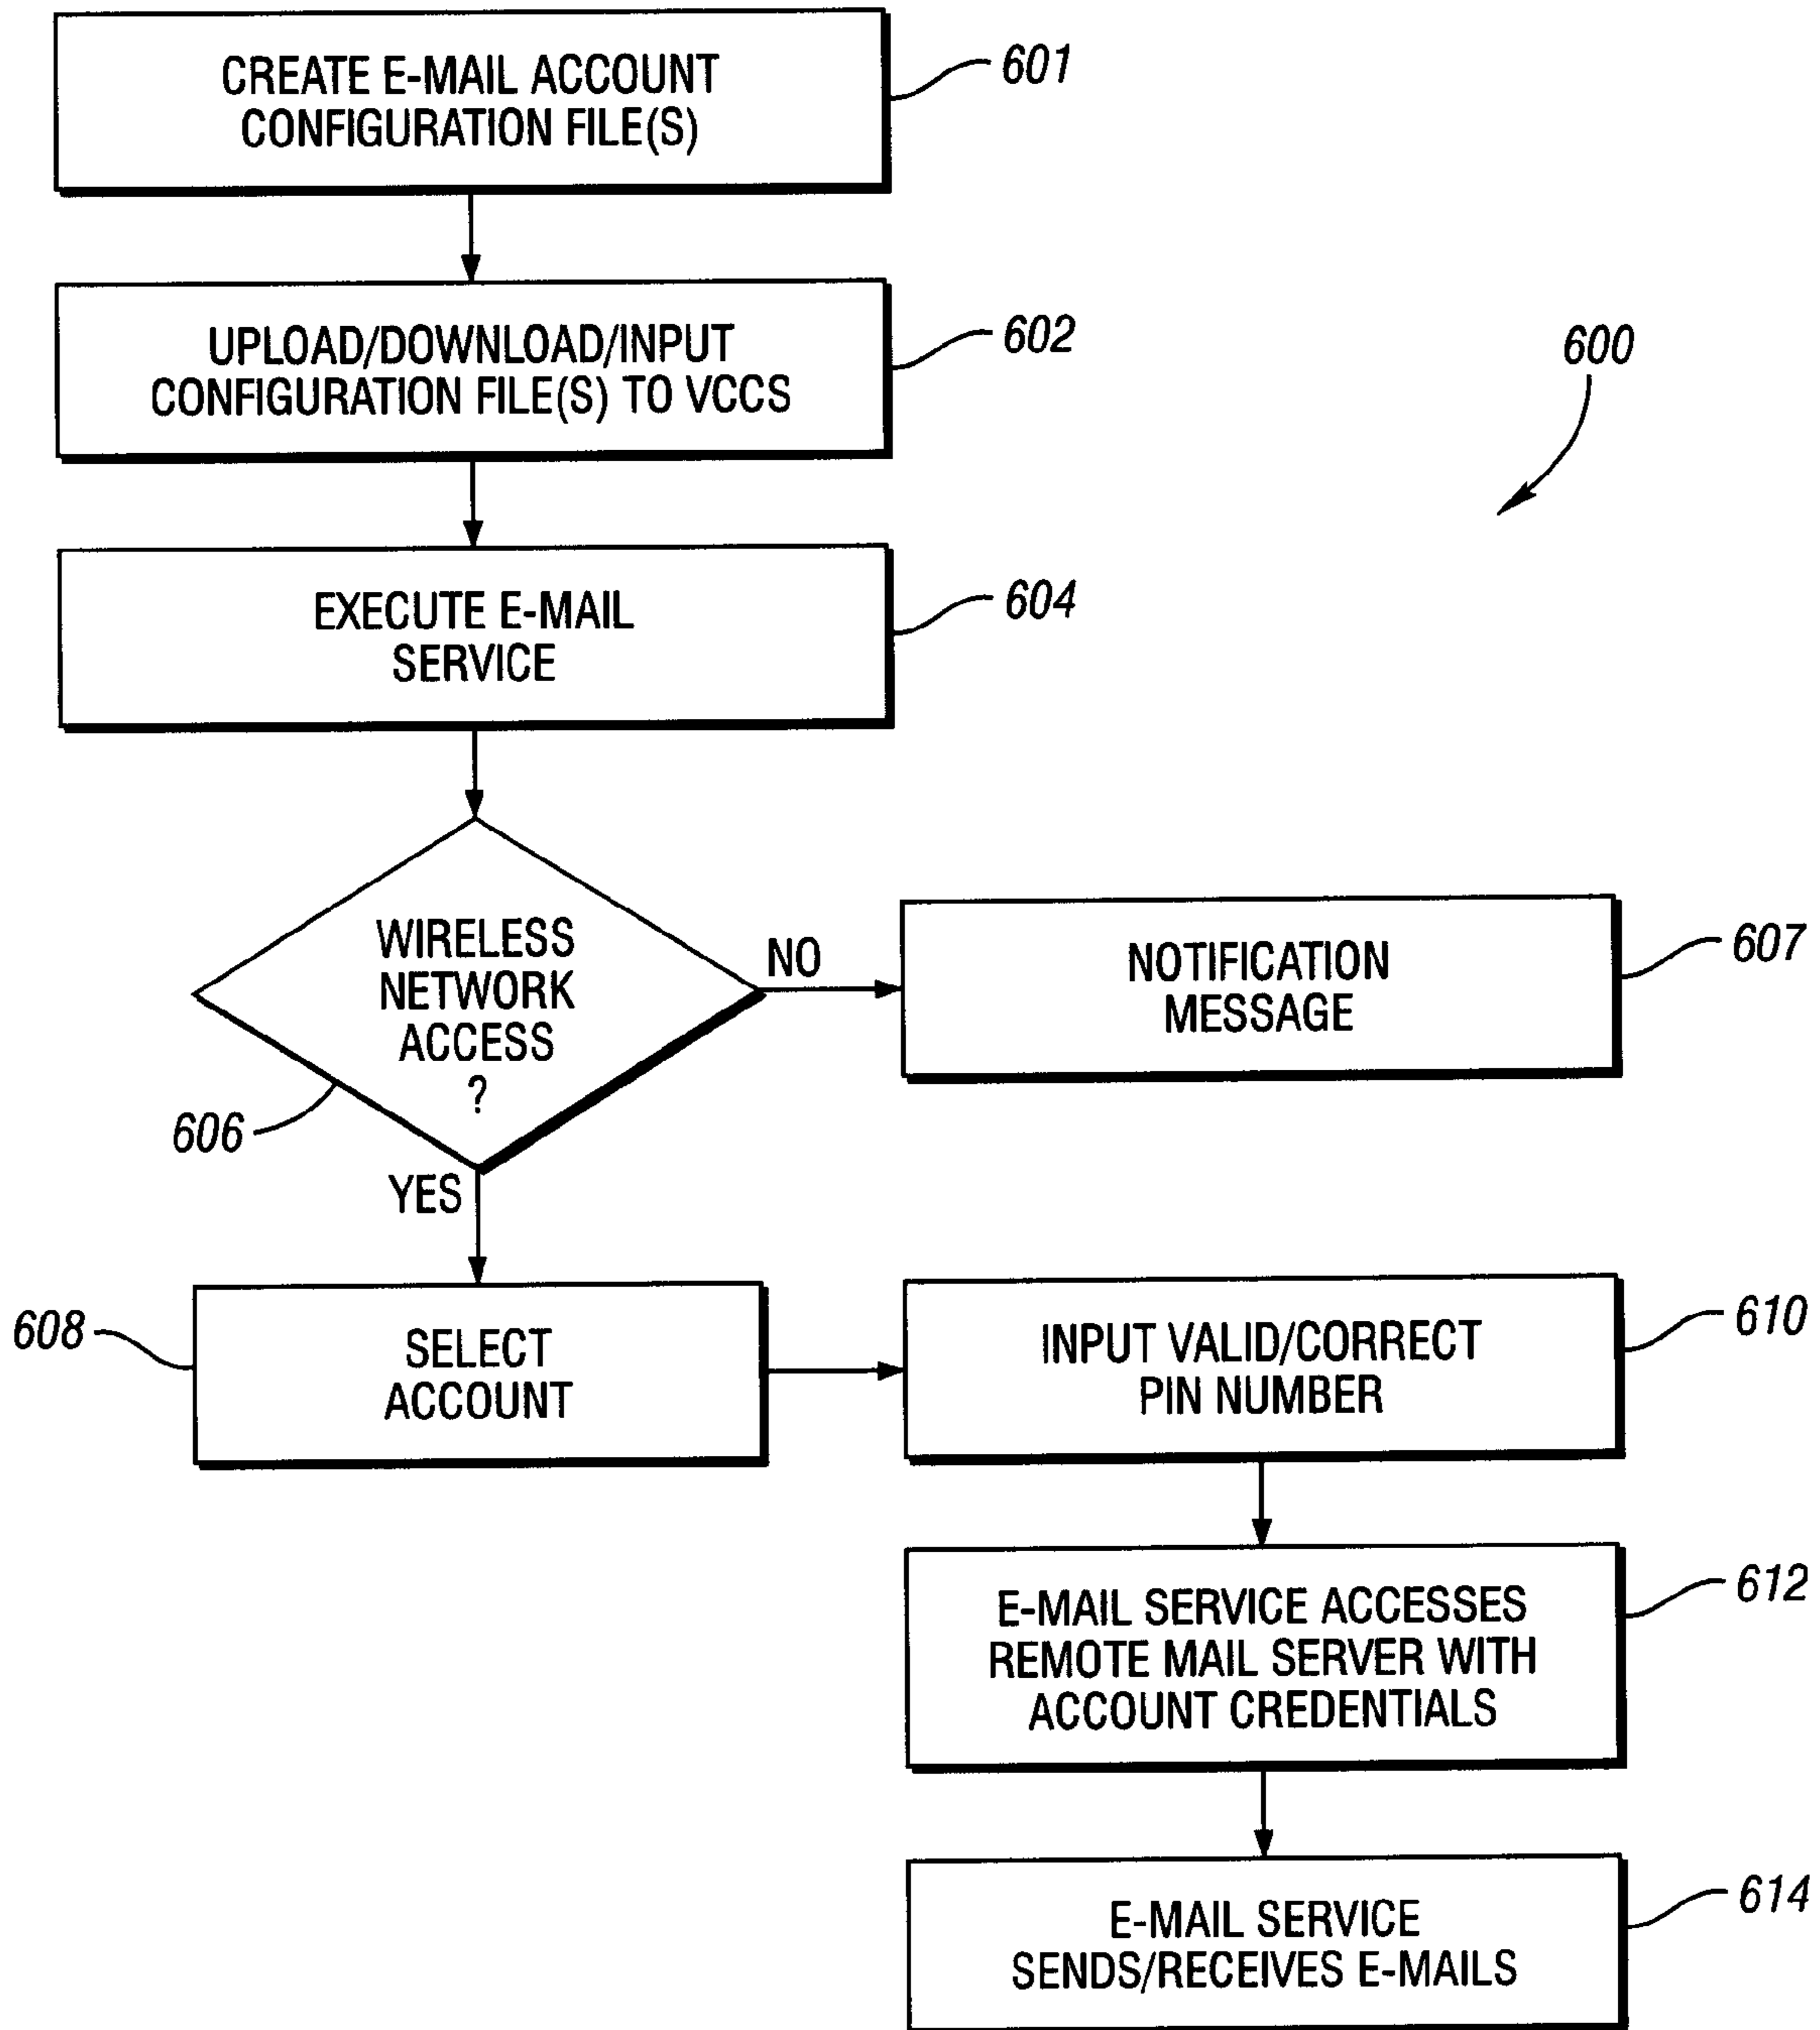 CREATE E-MAIL ACCOUNT
CONFIGURATION FILE(S)
601
UPLOAD/DOWNLOAD/INPUT
CONFIGURATION FILE(S) TO VCCS
602
600
EXECUTE E-MAIL
SERVICE
604
WIRELESS
NETWORK
ACCESS
?
606
NO
NOTIFICATION
MESSAGE
607
YES
608
SELECT
ACCOUNT
INPUT VALID/CORRECT
PIN NUMBER
610
E-MAIL SERVICE ACCESSES
REMOTE MAIL SERVER WITH
ACCOUNT CREDENTIALS
612
E-MAIL SERVICE
SENDS/RECEIVES E-MAILS
614